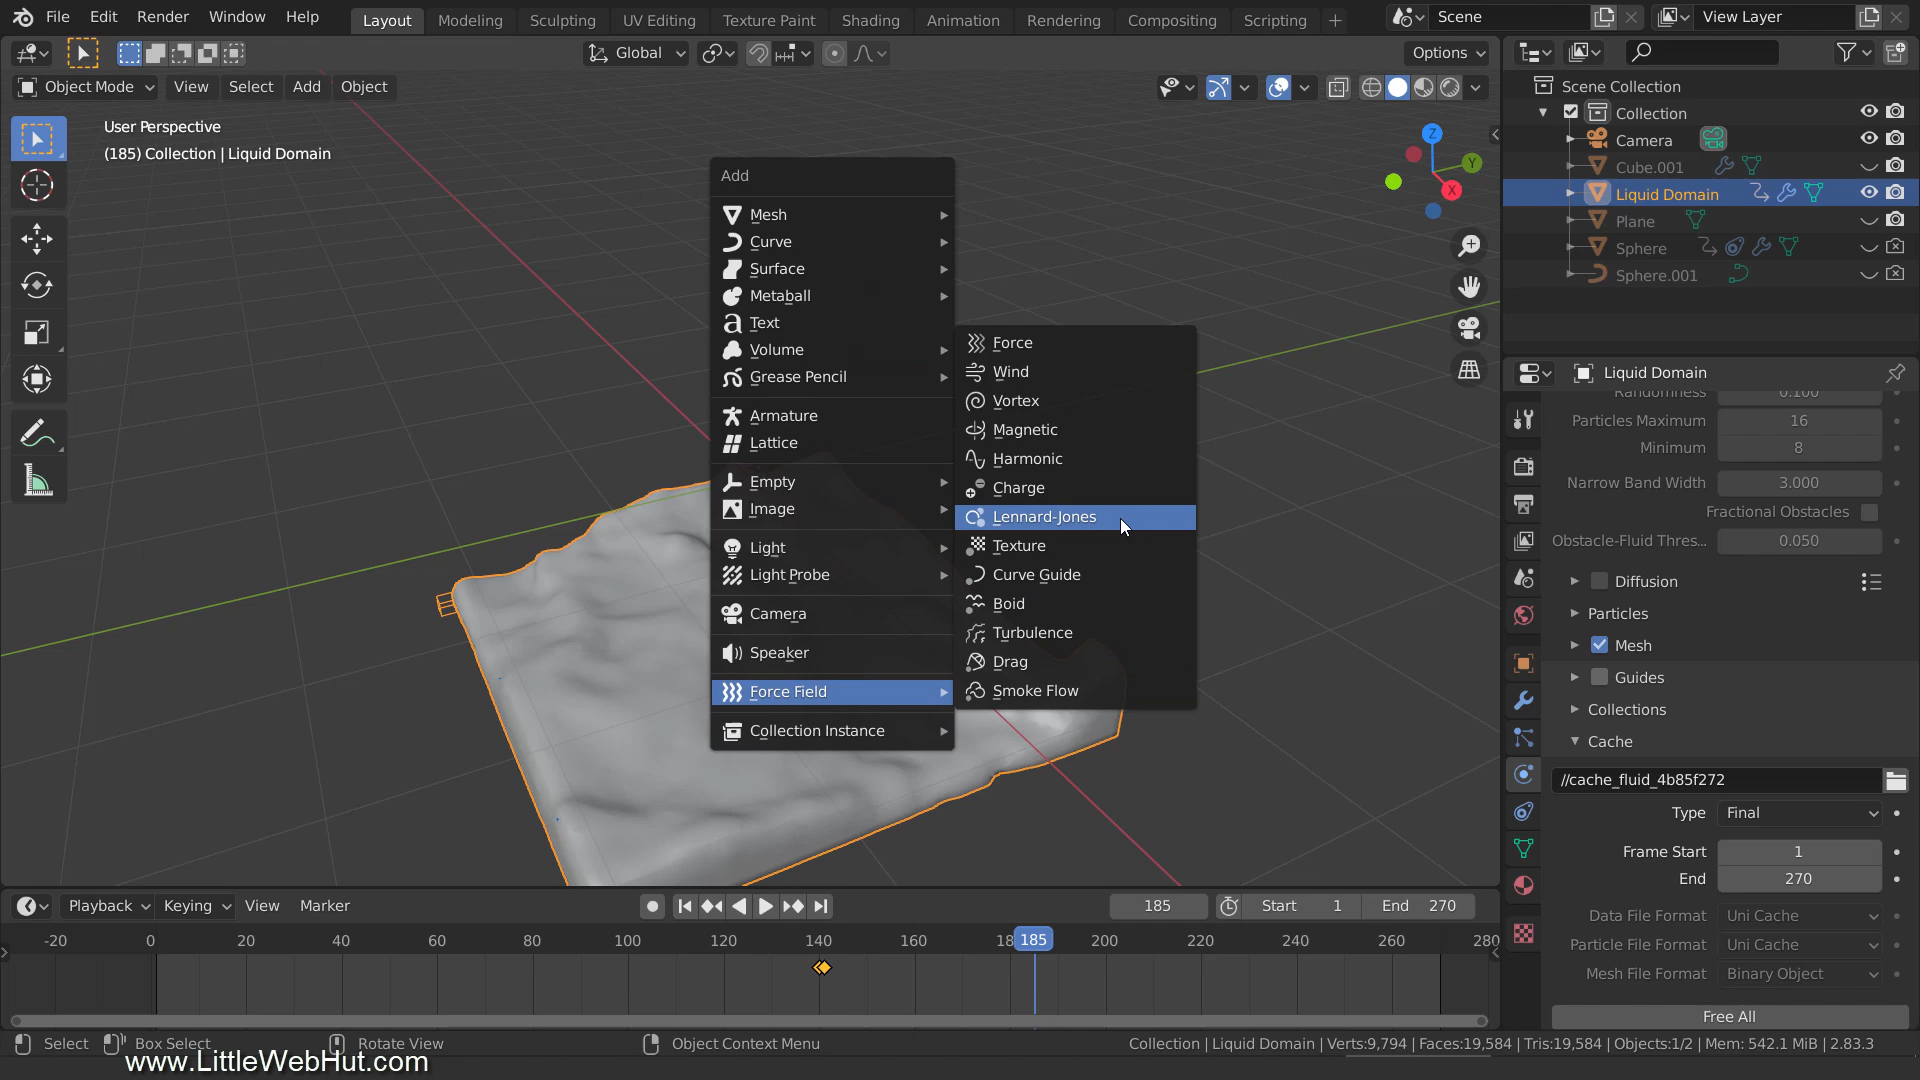 File Edit Render Window Help
Layout Modeling Sculpting UV Editing Texture Paint Shading Animation Rendering Compositing Scripting +
Scene
View Layer
Global
Options
Object Mode View Select Add Object
User Perspective
(185) Collection | Liquid Domain
Z
Y
X
Add
Mesh
Curve
Surface
Metaball
Text
Volume
Grease Pencil
Armature
Lattice
Empty
Image
Light
Light Probe
Camera
Speaker
Force Field
Collection Instance
Force
Wind
Vortex
Magnetic
Harmonic
Charge
Lennard-Jones
Texture
Curve Guide
Boid
Turbulence
Drag
Smoke Flow
Scene Collection
Collection
Camera
Cube.001
Liquid Domain
Plane
Sphere
Sphere.001
Liquid Domain
Randomness 0.100
Particles Maximum 16
Minimum 8
Narrow Band Width 3.000
Fractional Obstacles
Obstacle-Fluid Thres... 0.050
Diffusion
Particles
Mesh
Guides
Collections
Cache
//cache_fluid_4b85f272
Type Final
Frame Start 1
End 270
Data File Format Uni Cache
Particle File Format Uni Cache
Mesh File Format Binary Object
Free All
Playback Keying View Marker
185 Start 1 End 270
-20 0 20 40 60 80 100 120 140 160 18 185 200 220 240 260 280
Select Box Select Rotate View Object Context Menu
Collection | Liquid Domain | Verts:9,794 | Faces:19,584 | Tris:19,584 | Objects:1/2 | Mem: 542.1 MiB | 2.83.3
www.LittleWebHut.com